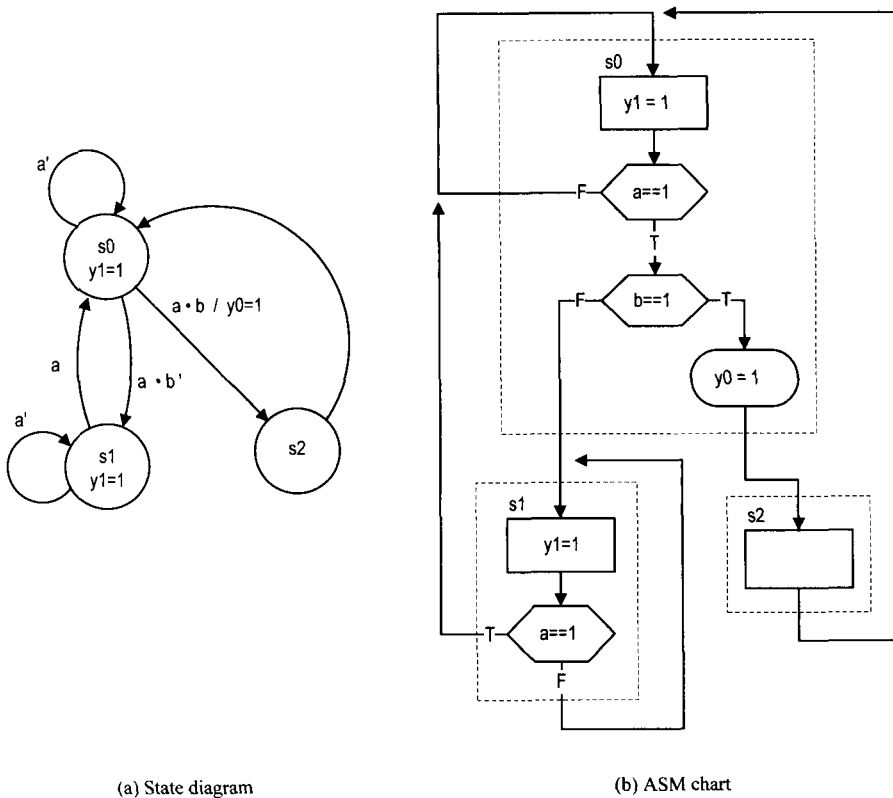 a'
s0
y1=1
a • b / y0=1
a
a • b'
a'
s1
y1=1
s2
(a) State diagram
s0
y1 = 1
F
a==1
T
F
b==1
T
y0 = 1
s1
y1=1
T
a==1
F
s2
(b) ASM chart